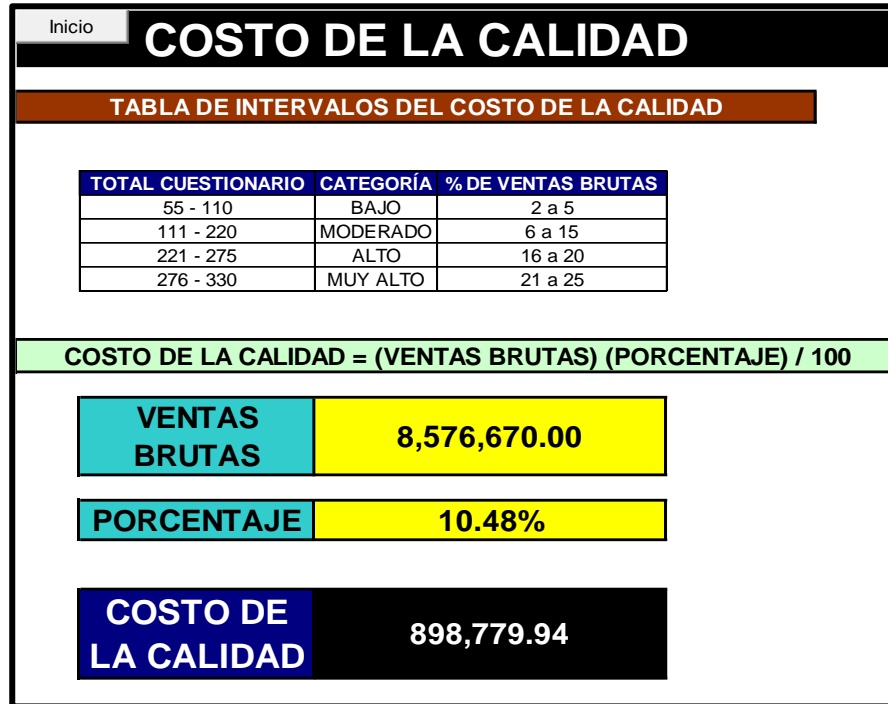 Inicio
COSTO DE LA CALIDAD
TABLA DE INTERVALOS DEL COSTO DE LA CALIDAD
TOTAL CUESTIONARIO CATEGORÍA % DE VENTAS BRUTAS
55 - 110 BAJO 2 a 5
111 - 220 MODERADO 6 a 15
221 - 275 ALTO 16 a 20
276 - 330 MUY ALTO 21 a 25
COSTO DE LA CALIDAD = (VENTAS BRUTAS) (PORCENTAJE) / 100
VENTAS
BRUTAS
8,576,670.00
PORCENTAJE 10.48%
COSTO DE
LA CALIDAD
898,779.94